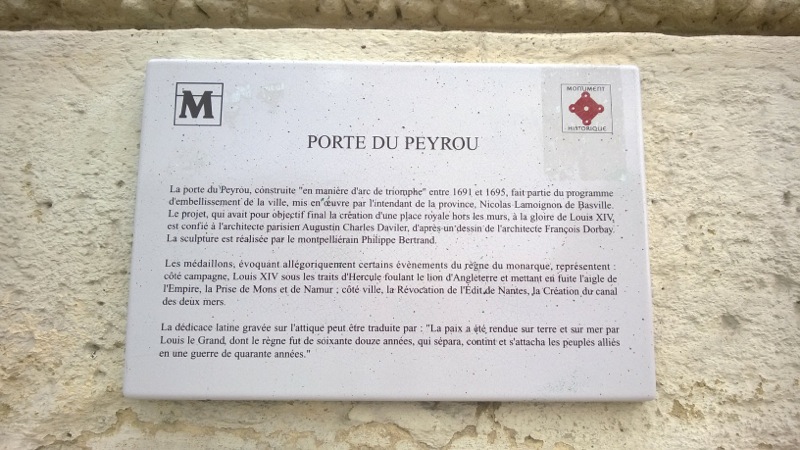 M
MONUMENT
HISTORIQUE
PORTE DU PEYROU
La porte du Peyrou, construite "en manière d'arc de triomphe" entre 1691 et 1695, fait partie du programme
d'embellissement de la ville, mis en œuvre par l'intendant de la province, Nicolas Lamoignon de Basville.
Le projet, qui avait pour objectif final la création d'une place royale hors les murs, à la gloire de Louis XIV,
est confié à l'architecte parisien Augustin Charles Daviler, d'après un dessin de l'architecte François Dorbay.
La sculpture est réalisée par le montpelliérain Philippe Bertrand.
Les médaillons, évoquant allégoriquement certains évènements du règne du monarque, représentent :
côté campagne, Louis XIV sous les traits d'Hercule foulant le lion d'Angleterre et mettant en fuite l'aigle de
l'Empire, la Prise de Mons et de Namur ; côté ville, la Révocation de l'Édit de Nantes, la Création du canal
des deux mers.
La dédicace latine gravée sur l'attique peut être traduite par : "La paix a été rendue sur terre et sur mer par
Louis le Grand, dont le règne fut de soixante douze années, qui sépara, contint et s'attacha les peuples alliés
en une guerre de quarante années."